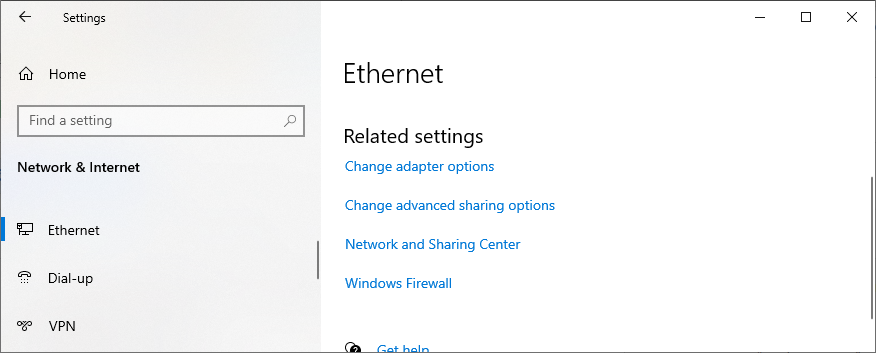 Settings
Home
Find a setting
Network & Internet
Ethernet
Dial-up
VPN
Ethernet
Related settings
Change adapter options
Change advanced sharing options
Network and Sharing Center
Windows Firewall
Get help